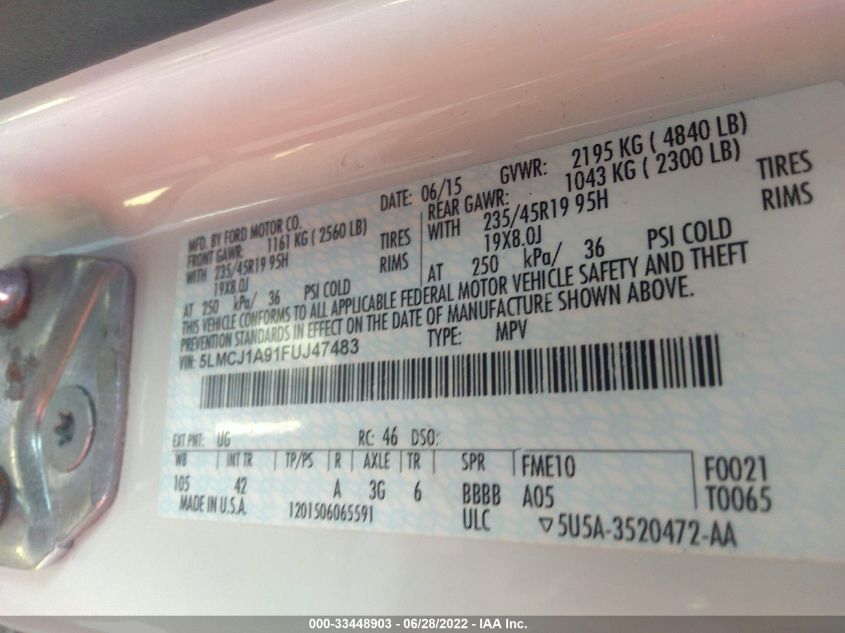 MFD. BY FORD MOTOR CO.
DATE: 06/15 GVWR: 2195 KG ( 4840 LB)
FRONT GAWR: 1161 KG ( 2560 LB) REAR GAWR: 1043 KG ( 2300 LB)
WITH 235/45R19 95H TIRES WITH 235/45R19 95H TIRES
19X8.0J RIMS 19X8.0J RIMS
AT 250 kPa/ 36 PSI COLD AT 250 kPa/ 36 PSI COLD
THIS VEHICLE CONFORMS TO ALL APPLICABLE FEDERAL MOTOR VEHICLE SAFETY AND THEFT
PREVENTION STANDARDS IN EFFECT ON THE DATE OF MANUFACTURE SHOWN ABOVE.
VIN: 5LMCJ1A91FUJ47483 TYPE: MPV
EXT PNT: UG RC: 46 DSO:
WB INT TR TP/PS R AXLE TR SPR FME10 F0021
105 42 A 3G 6 BBBB A05 T0065
MADE IN U.S.A. 1201506065591 ULC ▽5U5A-3520472-AA
000-33448903 - 06/28/2022 - IAA Inc.